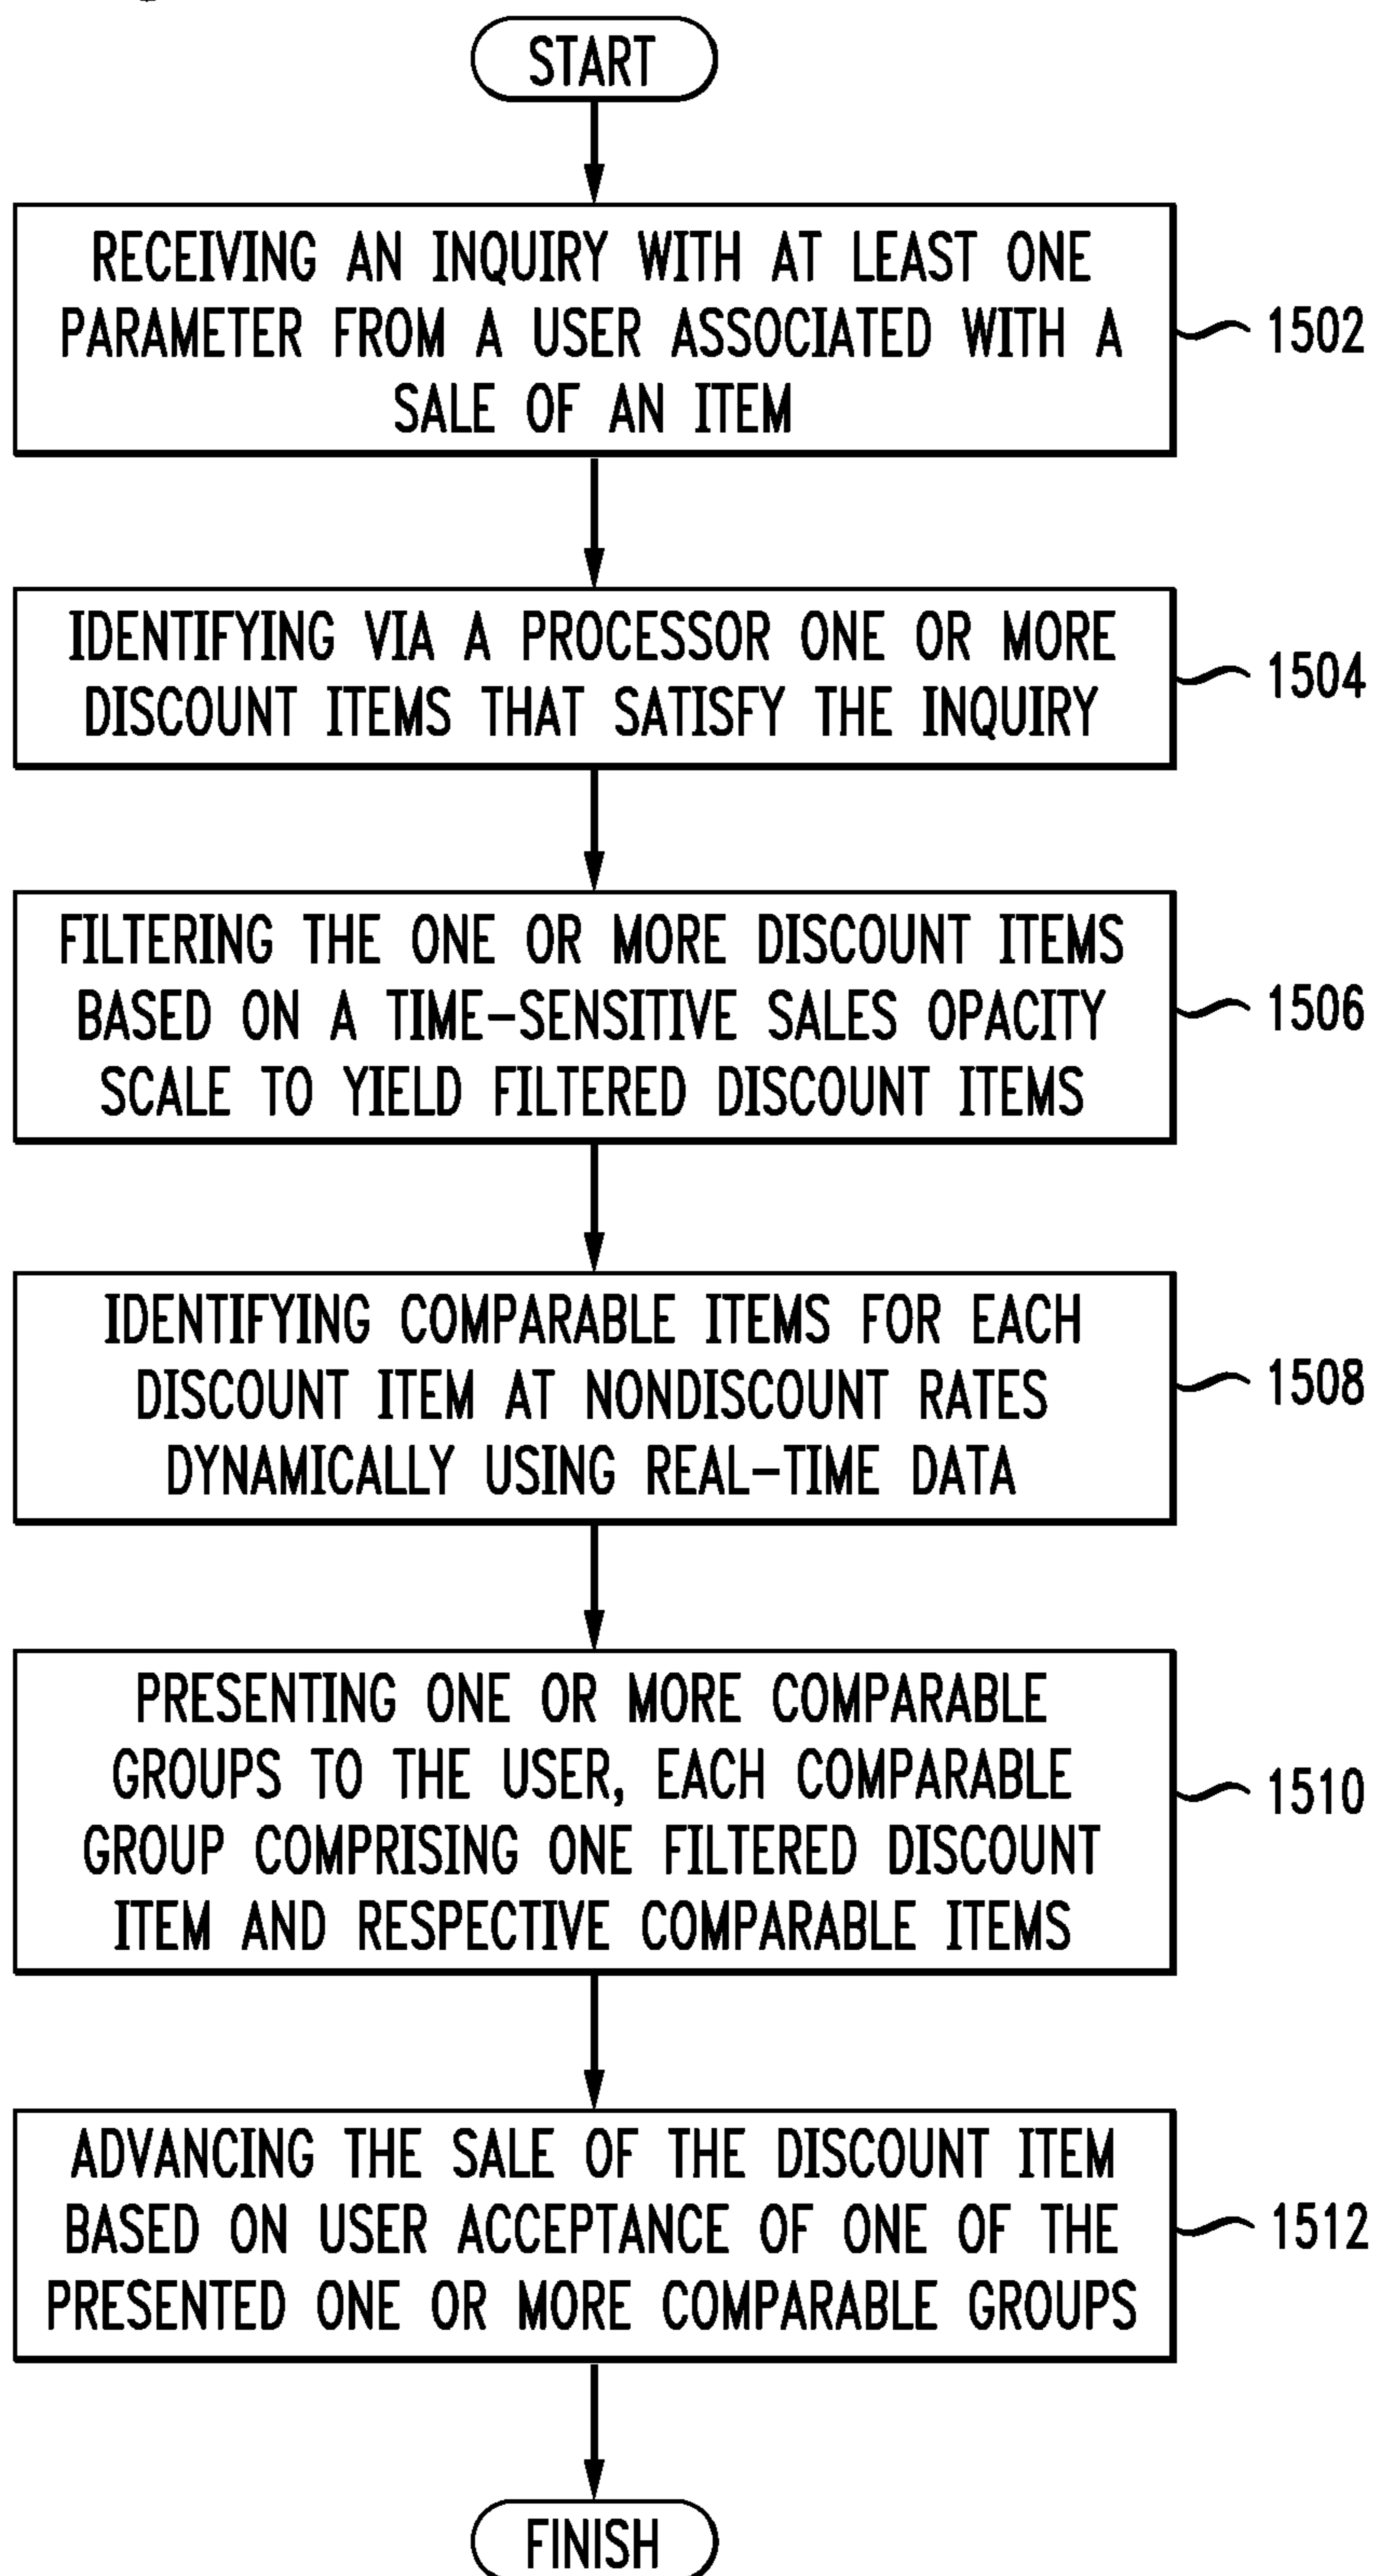 START
RECEIVING AN INQUIRY WITH AT LEAST ONE
PARAMETER FROM A USER ASSOCIATED WITH A
SALE OF AN ITEM
1502
IDENTIFYING VIA A PROCESSOR ONE OR MORE
DISCOUNT ITEMS THAT SATISFY THE INQUIRY
1504
FILTERING THE ONE OR MORE DISCOUNT ITEMS
BASED ON A TIME-SENSITIVE SALES OPACITY
SCALE TO YIELD FILTERED DISCOUNT ITEMS
1506
IDENTIFYING COMPARABLE ITEMS FOR EACH
DISCOUNT ITEM AT NONDISCOUNT RATES
DYNAMICALLY USING REAL-TIME DATA
1508
PRESENTING ONE OR MORE COMPARABLE
GROUPS TO THE USER, EACH COMPARABLE
GROUP COMPRISING ONE FILTERED DISCOUNT
ITEM AND RESPECTIVE COMPARABLE ITEMS
1510
ADVANCING THE SALE OF THE DISCOUNT ITEM
BASED ON USER ACCEPTANCE OF ONE OF THE
PRESENTED ONE OR MORE COMPARABLE GROUPS
1512
FINISH